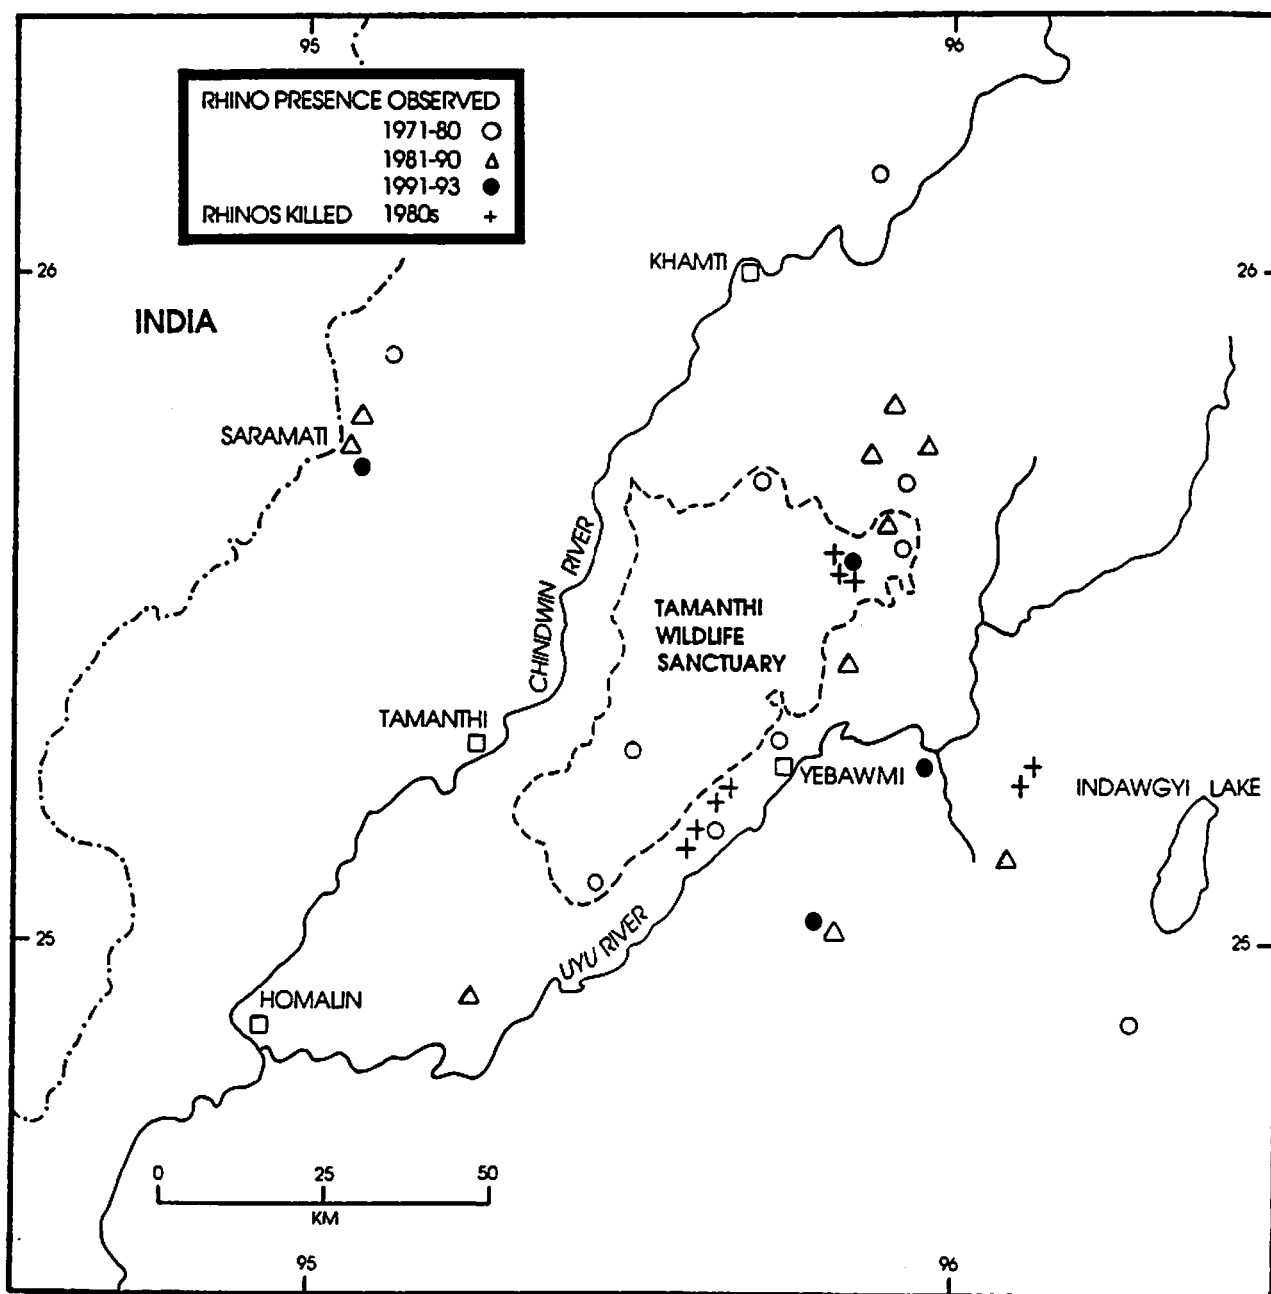 95
96
RHINO PRESENCE OBSERVED
1971-80
1981-90
1991-93
RHINOS KILLED 1980s
KHAMTI
26
26
INDIA
SARAMATI
CHINDWIN RIVER
TAMANTHI
WILDLIFE
SANCTUARY
TAMANTHI
YEBAWMI
INDAWGYI LAKE
UYU RIVER
25
25
HOMALIN
0 25 50
KM
95
96